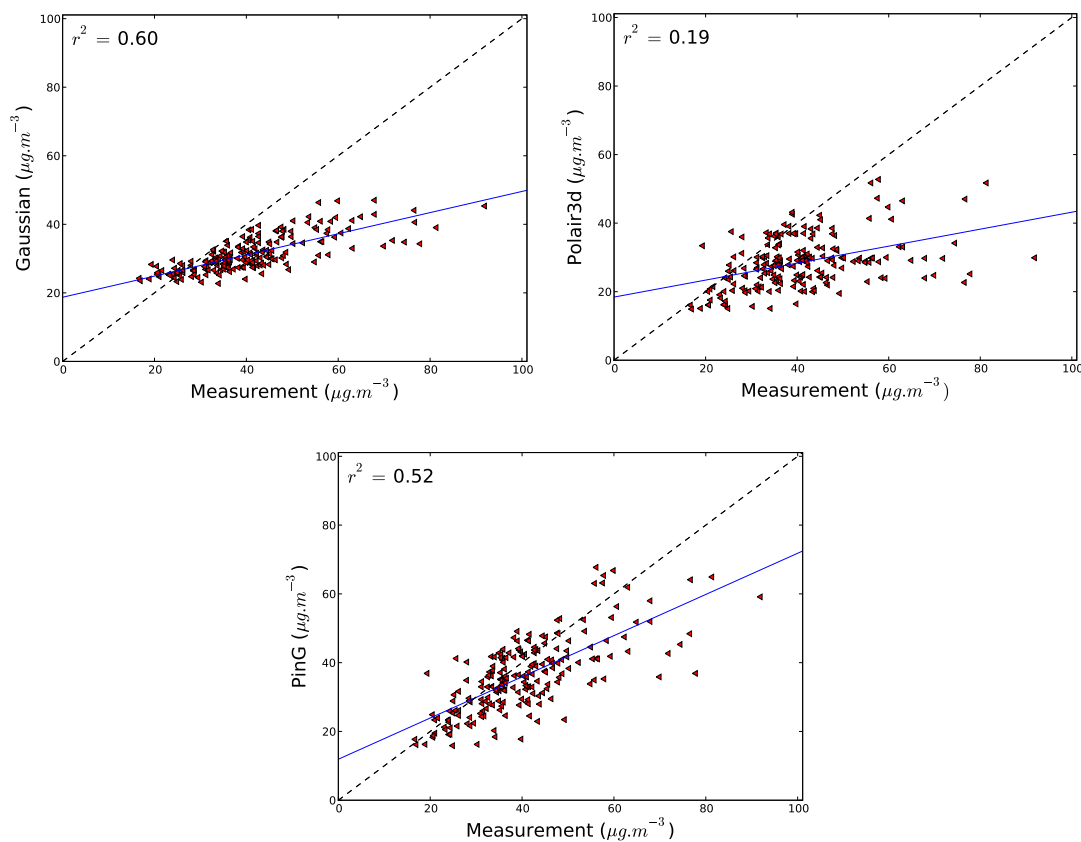 r² = 0.60
Gaussian (μg.m⁻³)
100
80
60
40
20
0
0 20 40 60 80 100
Measurement (μg.m⁻³)
r² = 0.19
Polair3d (μg.m⁻³)
100
80
60
40
20
0
0 20 40 60 80 100
Measurement (μg.m⁻³)
r² = 0.52
PinG (μg.m⁻³)
100
80
60
40
20
0
0 20 40 60 80 100
Measurement (μg.m⁻³)